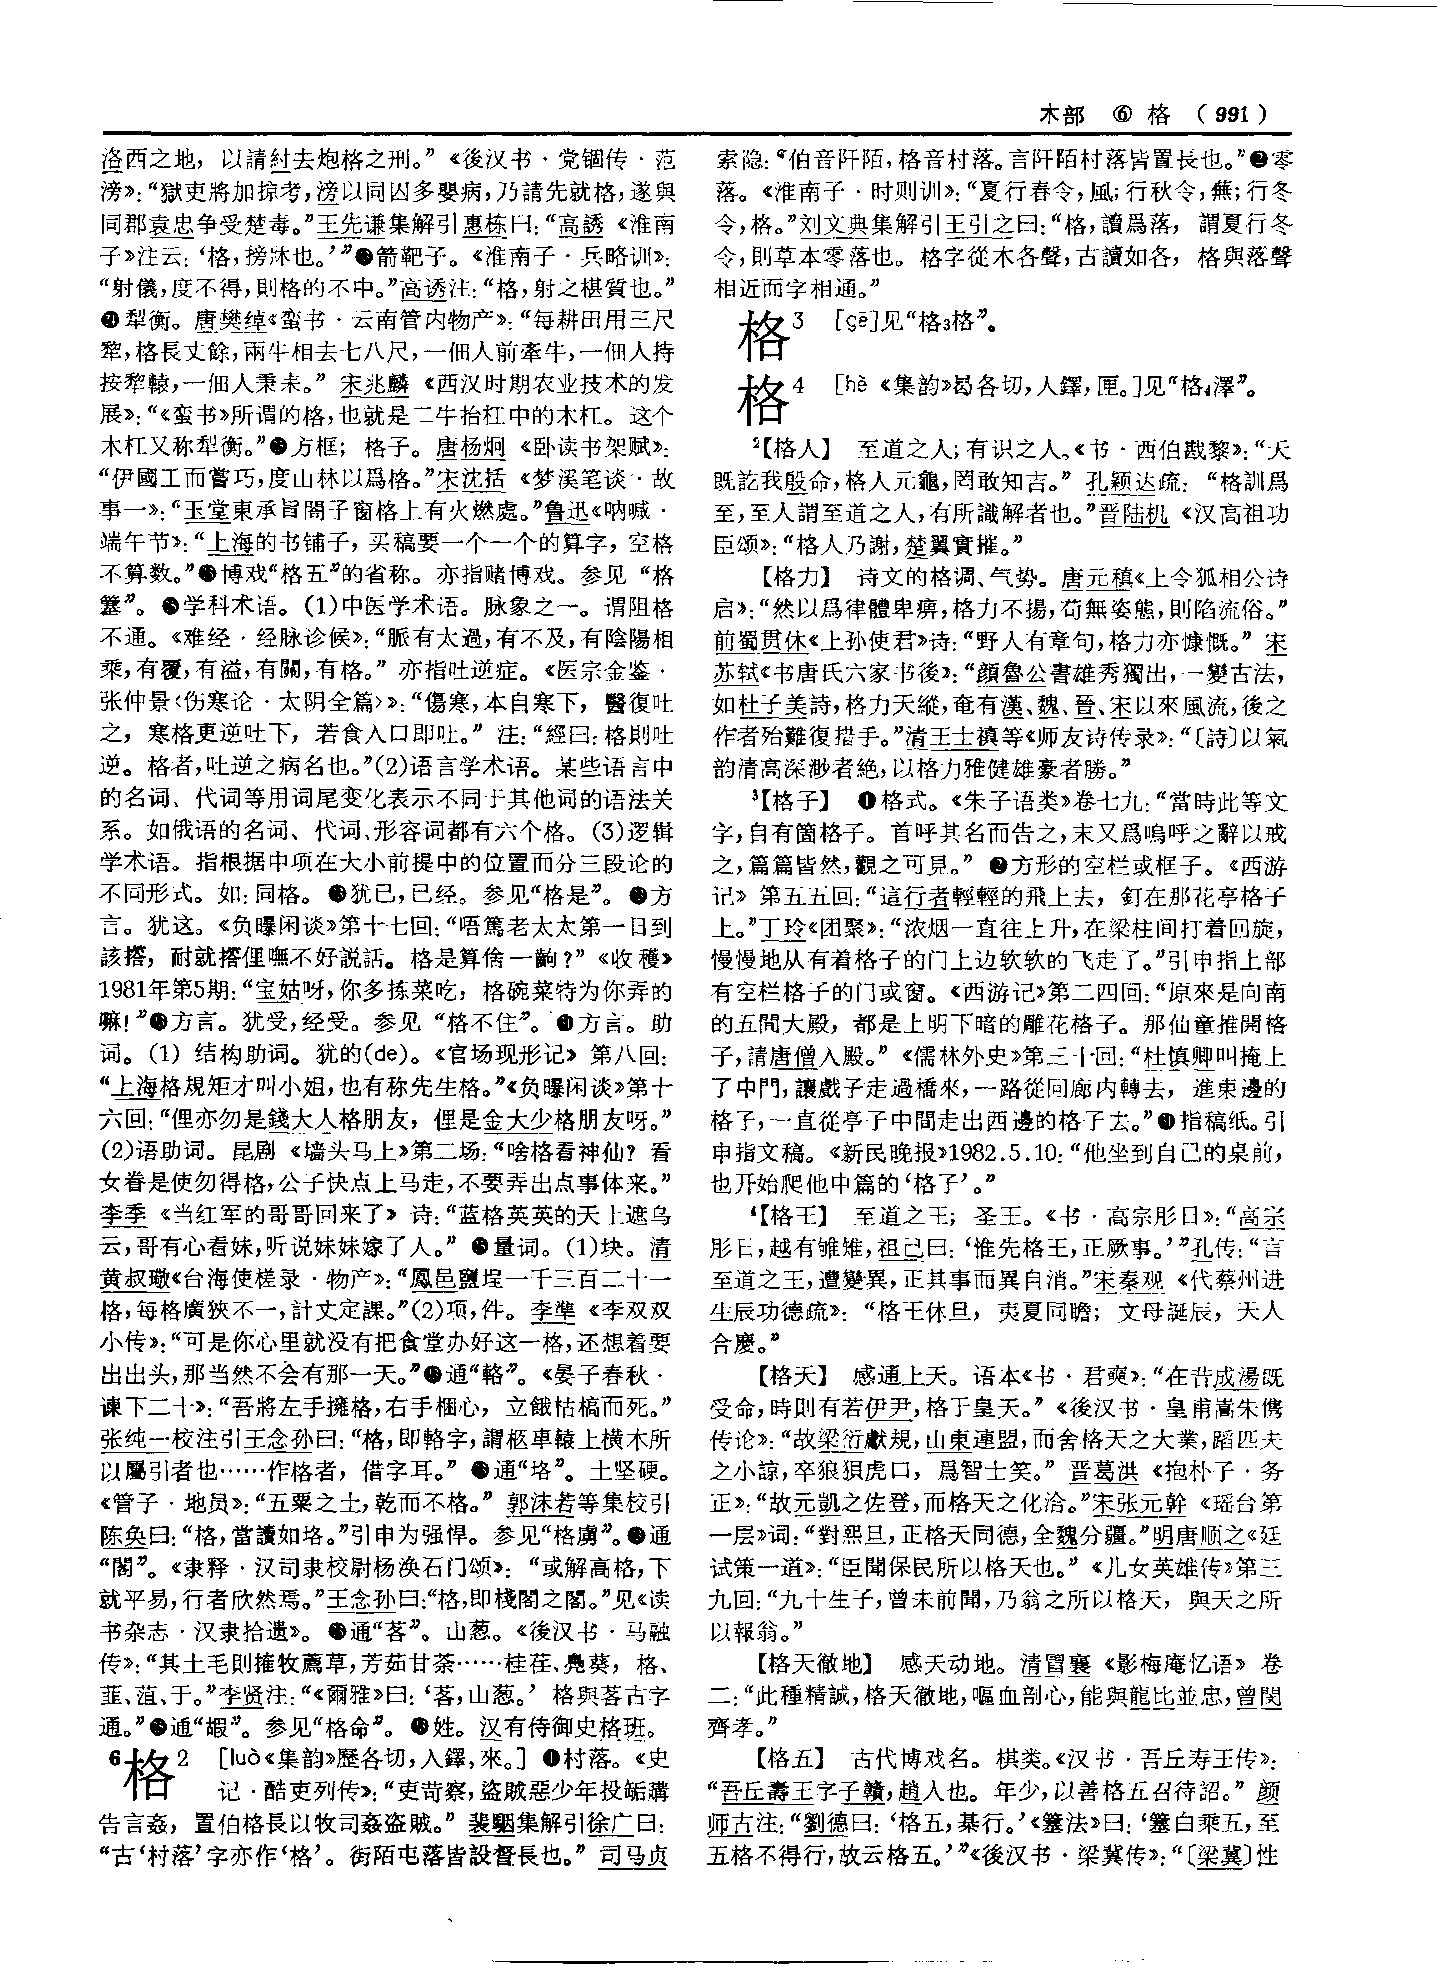 木部 ⑥ 格 (991)
洛西之地，以請紂去炮格之刑。”《後汉书·党锢传·范
滂》：“獄吏將加掠考，滂以同囚多嬰病，乃請先就格，遂與
同郡袁忠争受楚毒。”王先谦集解引惠栋曰：“高誘《淮南
子》注云：‘格，搒牀也。’”箭靶子。《淮南子·兵略训》：
“射儀，度不得，則格的不中。”高诱注：“格，射之椹質也。”
犁衡。唐樊绰《蛮书·云南管内物产》：“每耕田用三尺
犂，格長丈餘，兩牛相去七八尺，一佃人前牽牛，一佃人持
按犂轅，一佃人秉耒。”宋兆麟《西汉时期农业技术的发
展》：“《蛮书》所谓的格，也就是二牛抬杠中的木杠。这个
木杠又称犁衡。”方框；格子。唐杨炯《卧读书架赋》：
“伊國工而嘗巧，度山林以爲格。”宋沈括《梦溪笔谈·故
事一》：“玉堂東承旨閤子窗格上有火燃處。”鲁迅《呐喊·
端午节》：“上海的书铺子，买稿要一个一个的算字，空格
不算数。”博戏“格五”的省称。亦指赌博戏。参见“格
簺”。学科术语。(1)中医学术语。脉象之一。谓阻格
不通。《难经·经脉诊候》：“脈有太過，有不及，有陰陽相
乘，有覆，有溢，有關，有格。”亦指吐逆症。《医宗金鉴·
张仲景〈伤寒论·太阴全篇〉》：“傷寒，本自寒下，醫復吐
之，寒格更逆吐下，若食入口即吐。”注：“經曰：格則吐
逆。格者，吐逆之病名也。”(2)语言学术语。某些语言中
的名词、代词等用词尾变化表示不同于其他词的语法关
系。如俄语的名词、代词、形容词都有六个格。(3)逻辑
学术语。指根据中项在大小前提中的位置而分三段论的
不同形式。如：同格。犹已，已经。参见“格是”。方
言。犹这。《负曝闲谈》第十七回：“唔篤老太太第一日到
該搭，耐就搭俚嘸不好説話。格是算倽一齣？”《收穫》
1981年第5期：“宝姑呀，你多拣菜吃，格碗菜特为你弄的
嘛！”方言。犹受，经受。参见“格不住”。方言。助
词。(1)结构助词。犹的(de)。《官场现形记》第八回：
“上海格規矩才叫小姐，也有称先生格。”《负曝闲谈》第十
六回：“俚亦勿是錢大人格朋友，俚是金大少格朋友呀。”
(2)语助词。昆剧《墙头马上》第二场：“啥格看神仙？看
女眷是使勿得格，公子快点上马走，不要弄出点事体来。”
李季《当红军的哥哥回来了》诗：“蓝格英英的天上遮乌
云，哥有心看妹，听说妹妹嫁了人。”量词。(1)块。清
黄叔璥《台海使槎录·物产》：“鳳邑鹽埕一千三百二十一
格，每格廣狹不一，計丈定課。”(2)项，件。李準《李双双
小传》：“可是你心里就没有把食堂办好这一格，还想着要
出出头，那当然不会有那一天。”通“輅”。《晏子春秋·
谏下二十》：“吾將左手擁格，右手梱心，立餓枯槁而死。”
张纯一校注引王念孙曰：“格，即輅字，謂柩車轅上横木所
以屬引者也……作格者，借字耳。”通“垎”。土坚硬。
《管子·地员》：“五粟之土，乾而不格。”郭沫若等集校引
陈奂曰：“格，當讀如垎。”引申为强悍。参见“格虜”。通
“閣”。《隶释·汉司隶校尉杨涣石门颂》：“或解高格，下
就平易，行者欣然焉。”王念孙曰：“格，即棧閣之閣。”见《读
书杂志·汉隶拾遗》。通“茖”。山葱。《後汉书·马融
传》：“其土毛則搉牧薦草，芳茹甘荼……桂荏、凫葵，格、
韮、菹、于。”李贤注：“《爾雅》曰：‘茖，山葱。’格與茖古字
通。”通“嘏”。参见“格命”。姓。汉有侍御史格班。
6格2 [luò《集韵》歷各切，入鐸，來。]❶村落。《史
记·酷吏列传》：“吏苛察，盗賊惡少年投缿購
告言姦，置伯格長以牧司姦盗賊。”裴駰集解引徐广曰：
“古‘村落’字亦作‘格’。街陌屯落皆設督長也。”司马贞
索隐：“伯音阡陌，格音村落。言阡陌村落皆置長也。”❷零
落。《淮南子·时则训》：“夏行春令，風；行秋令，蕪；行冬
令，格。”刘文典集解引王引之曰：“格，讀爲落，謂夏行冬
令，則草本零落也。格字從木各聲，古讀如各，格與落聲
相近而字相通。”
格3 [gē]见“格3格”。
格4 [hè《集韵》曷各切，入鐸，匣。]见“格4澤”。
2【格人】 至道之人；有识之人。《书·西伯戡黎》：“天
既訖我殷命，格人元龜，罔敢知吉。”孔颖达疏：“格訓爲
至，至人謂至道之人，有所識解者也。”晋陆机《汉高祖功
臣颂》：“格人乃謝，楚翼實摧。”
【格力】 诗文的格调、气势。唐元稹《上令狐相公诗
启》：“然以爲律體卑痹，格力不揚，苟無姿態，則陷流俗。”
前蜀贯休《上孙使君》诗：“野人有章句，格力亦慷慨。”宋
苏轼《书唐氏六家书後》：“顔魯公書雄秀獨出，一變古法，
如杜子美詩，格力天縱，奄有漢、魏、晉、宋以來風流，後之
作者殆難復措手。”清王士禛等《师友诗传录》：“〔詩〕以氣
韵清高深渺者絶，以格力雅健雄豪者勝。”
3【格子】 ❶格式。《朱子语类》卷七九：“當時此等文
字，自有箇格子。首呼其名而告之，末又爲嗚呼之辭以戒
之，篇篇皆然，觀之可見。”❷方形的空栏或框子。《西游
记》第五五回：“這行者輕輕的飛上去，釘在那花亭格子
上。”丁玲《团聚》：“浓烟一直往上升，在梁柱间打着回旋，
慢慢地从有着格子的门上边软软的飞走了。”引申指上部
有空栏格子的门或窗。《西游记》第二四回：“原來是向南
的五間大殿，都是上明下暗的雕花格子。那仙童推開格
子，請唐僧入殿。”《儒林外史》第三十回：“杜慎卿叫掩上
了中門，讓戲子走過橋來，一路從回廊内轉去，進東邊的
格子，一直從亭子中間走出西邊的格子去。”❸指稿纸。引
申指文稿。《新民晚报》1982.5.10：“他坐到自己的桌前，
也开始爬他中篇的‘格子’。”
4【格王】 至道之王；圣王。《书·高宗肜日》：“高宗
肜日，越有雊雉，祖己曰：‘惟先格王，正厥事。’”孔传：“言
至道之王，遭變異，正其事而異自消。”宋秦观《代蔡州进
生辰功德疏》：“格王休旦，夷夏同瞻；文母誕辰，天人
合慶。”
【格天】 感通上天。语本《书·君奭》：“在昔成湯既
受命，時則有若伊尹，格于皇天。”《後汉书·皇甫嵩朱儁
传论》：“故梁衍獻規，山東連盟，而舍格天之大業，蹈匹夫
之小諒，卒狼狽虎口，爲智士笑。”晋葛洪《抱朴子·务
正》：“故元凱之佐登，而格天之化洽。”宋张元幹《瑶台第
一层》词：“對熙旦，正格天同德，全魏分疆。”明唐顺之《廷
试策一道》：“臣聞保民所以格天也。”《儿女英雄传》第三
九回：“九十生子，曾未前聞，乃翁之所以格天，與天之所
以報翁。”
【格天徹地】 感天动地。清冒襄《影梅庵忆语》卷
二：“此種精誠，格天徹地，嘔血剖心，能與龍比並忠，曾閔
齊孝。”
【格五】 古代博戏名。棋类。《汉书·吾丘寿王传》：
“吾丘壽王字子贛，趙人也。年少，以善格五召待詔。”颜
师古注：“劉德曰：‘格五，棊行。’《簺法》曰：‘簺白乘五，至
五格不得行，故云格五。’”《後汉书·梁冀传》：“〔梁冀〕性